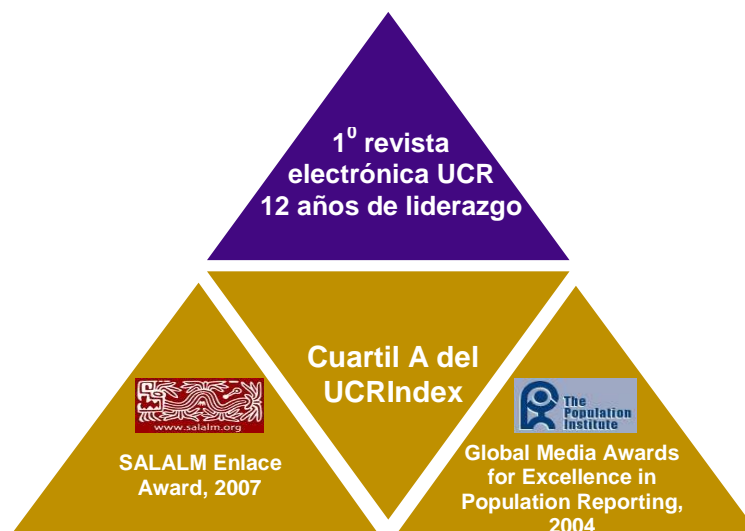 1⁰ revista
electrónica UCR
12 años de liderazgo
Cuartil A del
UCRIndex
www.salalm.org
SALALM Enlace
Award, 2007
The
Population
Institute
Global Media Awards
for Excellence in
Population Reporting,
2004